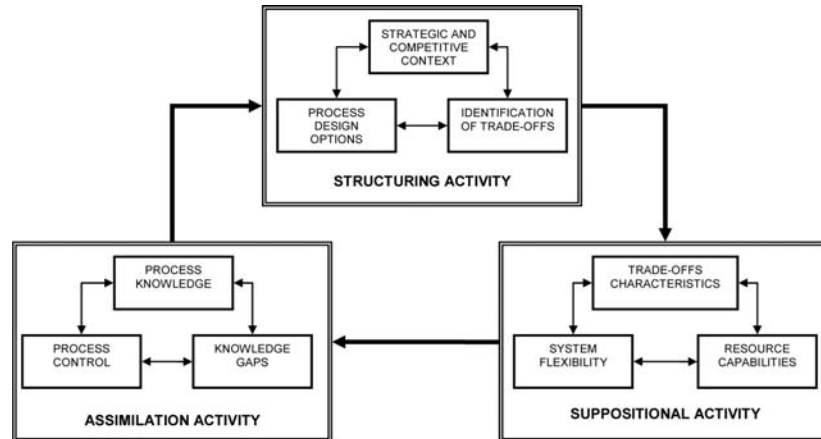 STRATEGIC AND
COMPETITIVE
CONTEXT
PROCESS
DESIGN
OPTIONS
IDENTIFICATION
OF TRADE-OFFS
STRUCTURING ACTIVITY
PROCESS
KNOWLEDGE
PROCESS
CONTROL
KNOWLEDGE
GAPS
ASSIMILATION ACTIVITY
TRADE-OFFS
CHARACTERISTICS
SYSTEM
FLEXIBILITY
RESOURCE
CAPABILITIES
SUPPOSITIONAL ACTIVITY